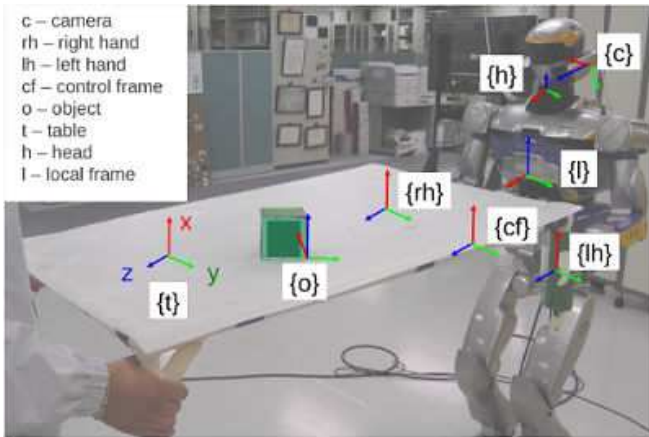 c – camera
rh – right hand
lh – left hand
cf – control frame
o – object
t – table
h – head
l – local frame
{c}
{h}
{l}
{rh}
{cf}
{lh}
x
z
y
{o}
{t}